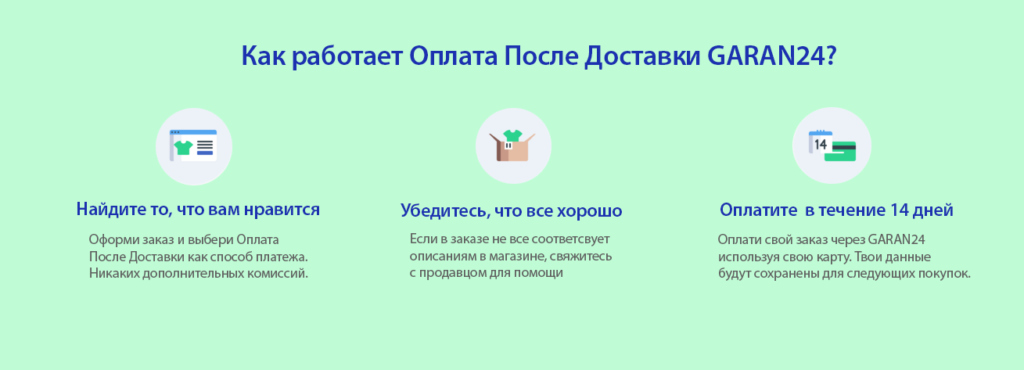 Как работает Оплата После Доставки GARAN24?
14
Найдите то, что вам нравится
Оформи заказ и выбери Оплата
После Доставки как способ платежа.
Никаких дополнительных комиссий.
Убедитесь, что все хорошо
Если в заказе не все соответсвует
описаниям в магазине, свяжитесь
с продавцом для помощи
Оплатите в течение 14 дней
Оплати свой заказ через GARAN24
используя свою карту. Твои данные
будут сохранены для следующих покупок.